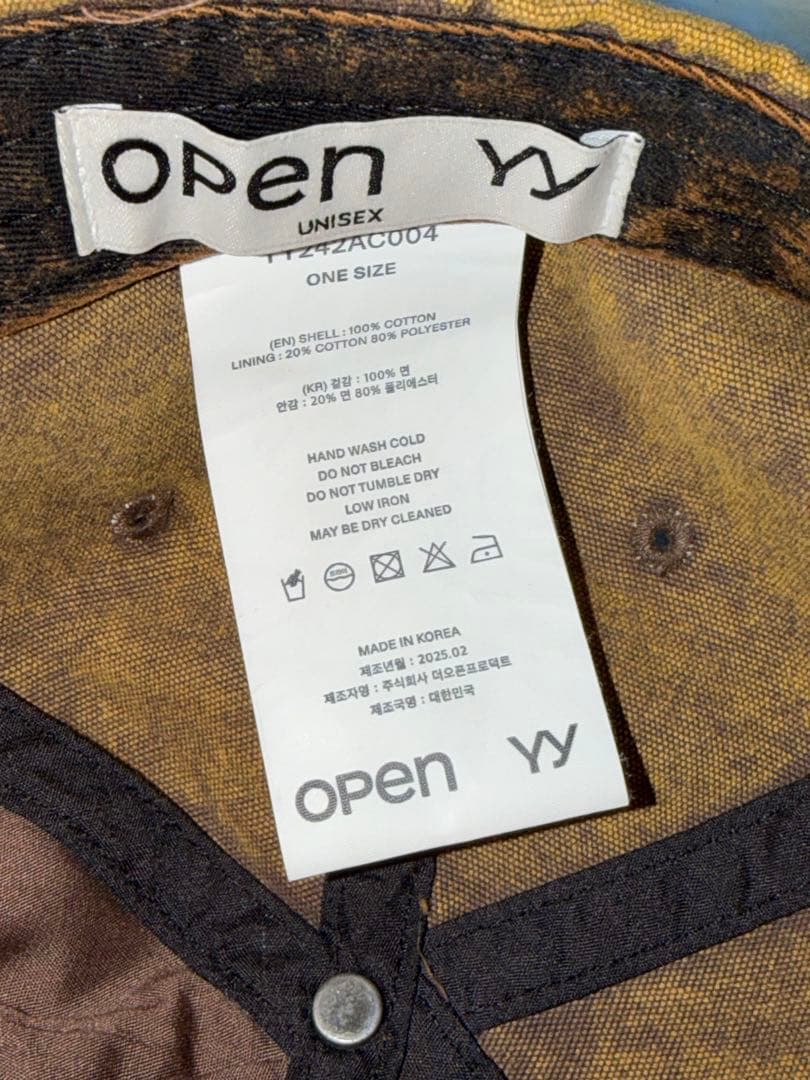 OPEN YY
UNISEX
YY242AC004
ONE SIZE
(EN) SHELL : 100% COTTON
LINING : 20% COTTON 80% POLYESTER
(KR) 겉감 : 100% 면
안감 : 20% 면 80% 폴리에스터
HAND WASH COLD
DO NOT BLEACH
DO NOT TUMBLE DRY
LOW IRON
MAY BE DRY CLEANED
MADE IN KOREA
제조년월 : 2025.02
제조자명 : 주식회사 더오픈프로덕트
제조국명 : 대한민국
OPEN YY